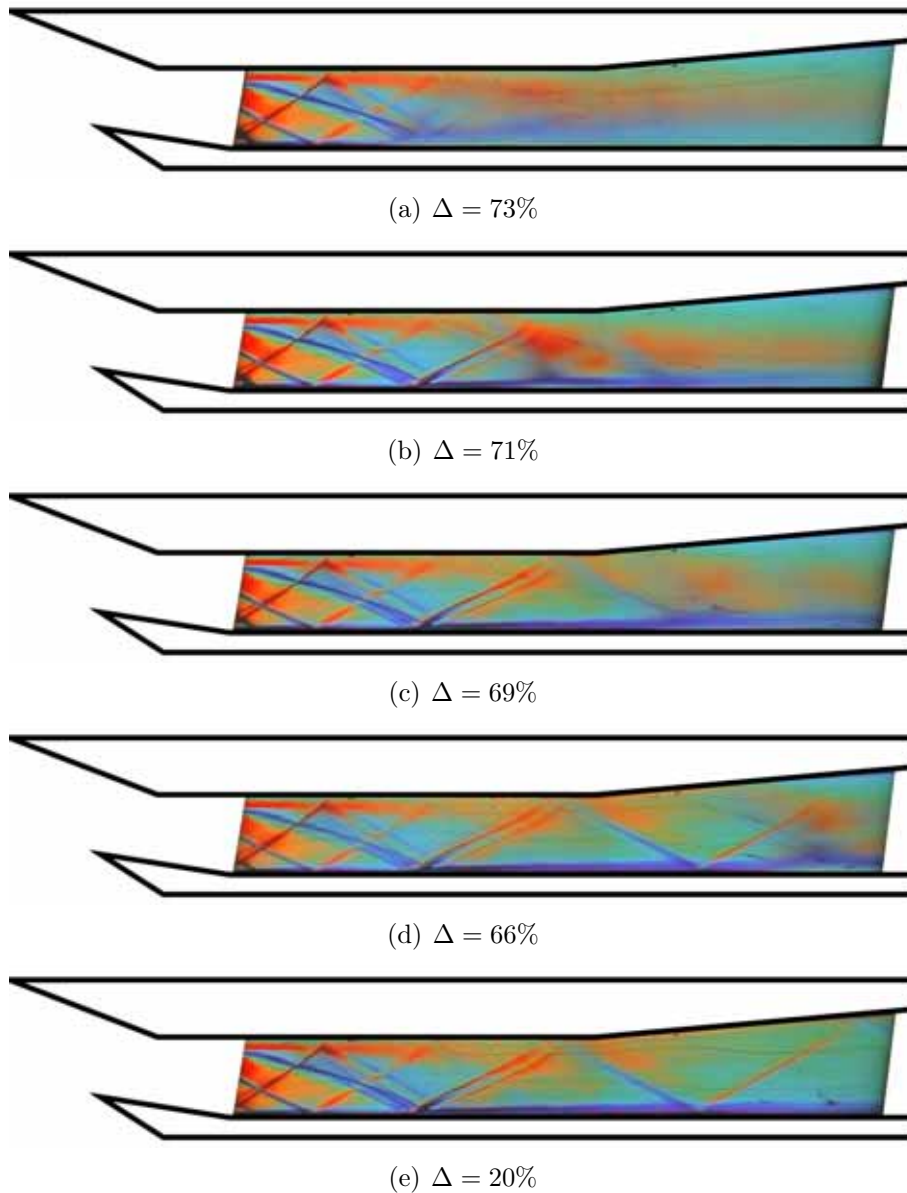 (a) Δ = 73%
(b) Δ = 71%
(c) Δ = 69%
(d) Δ = 66%
(e) Δ = 20%